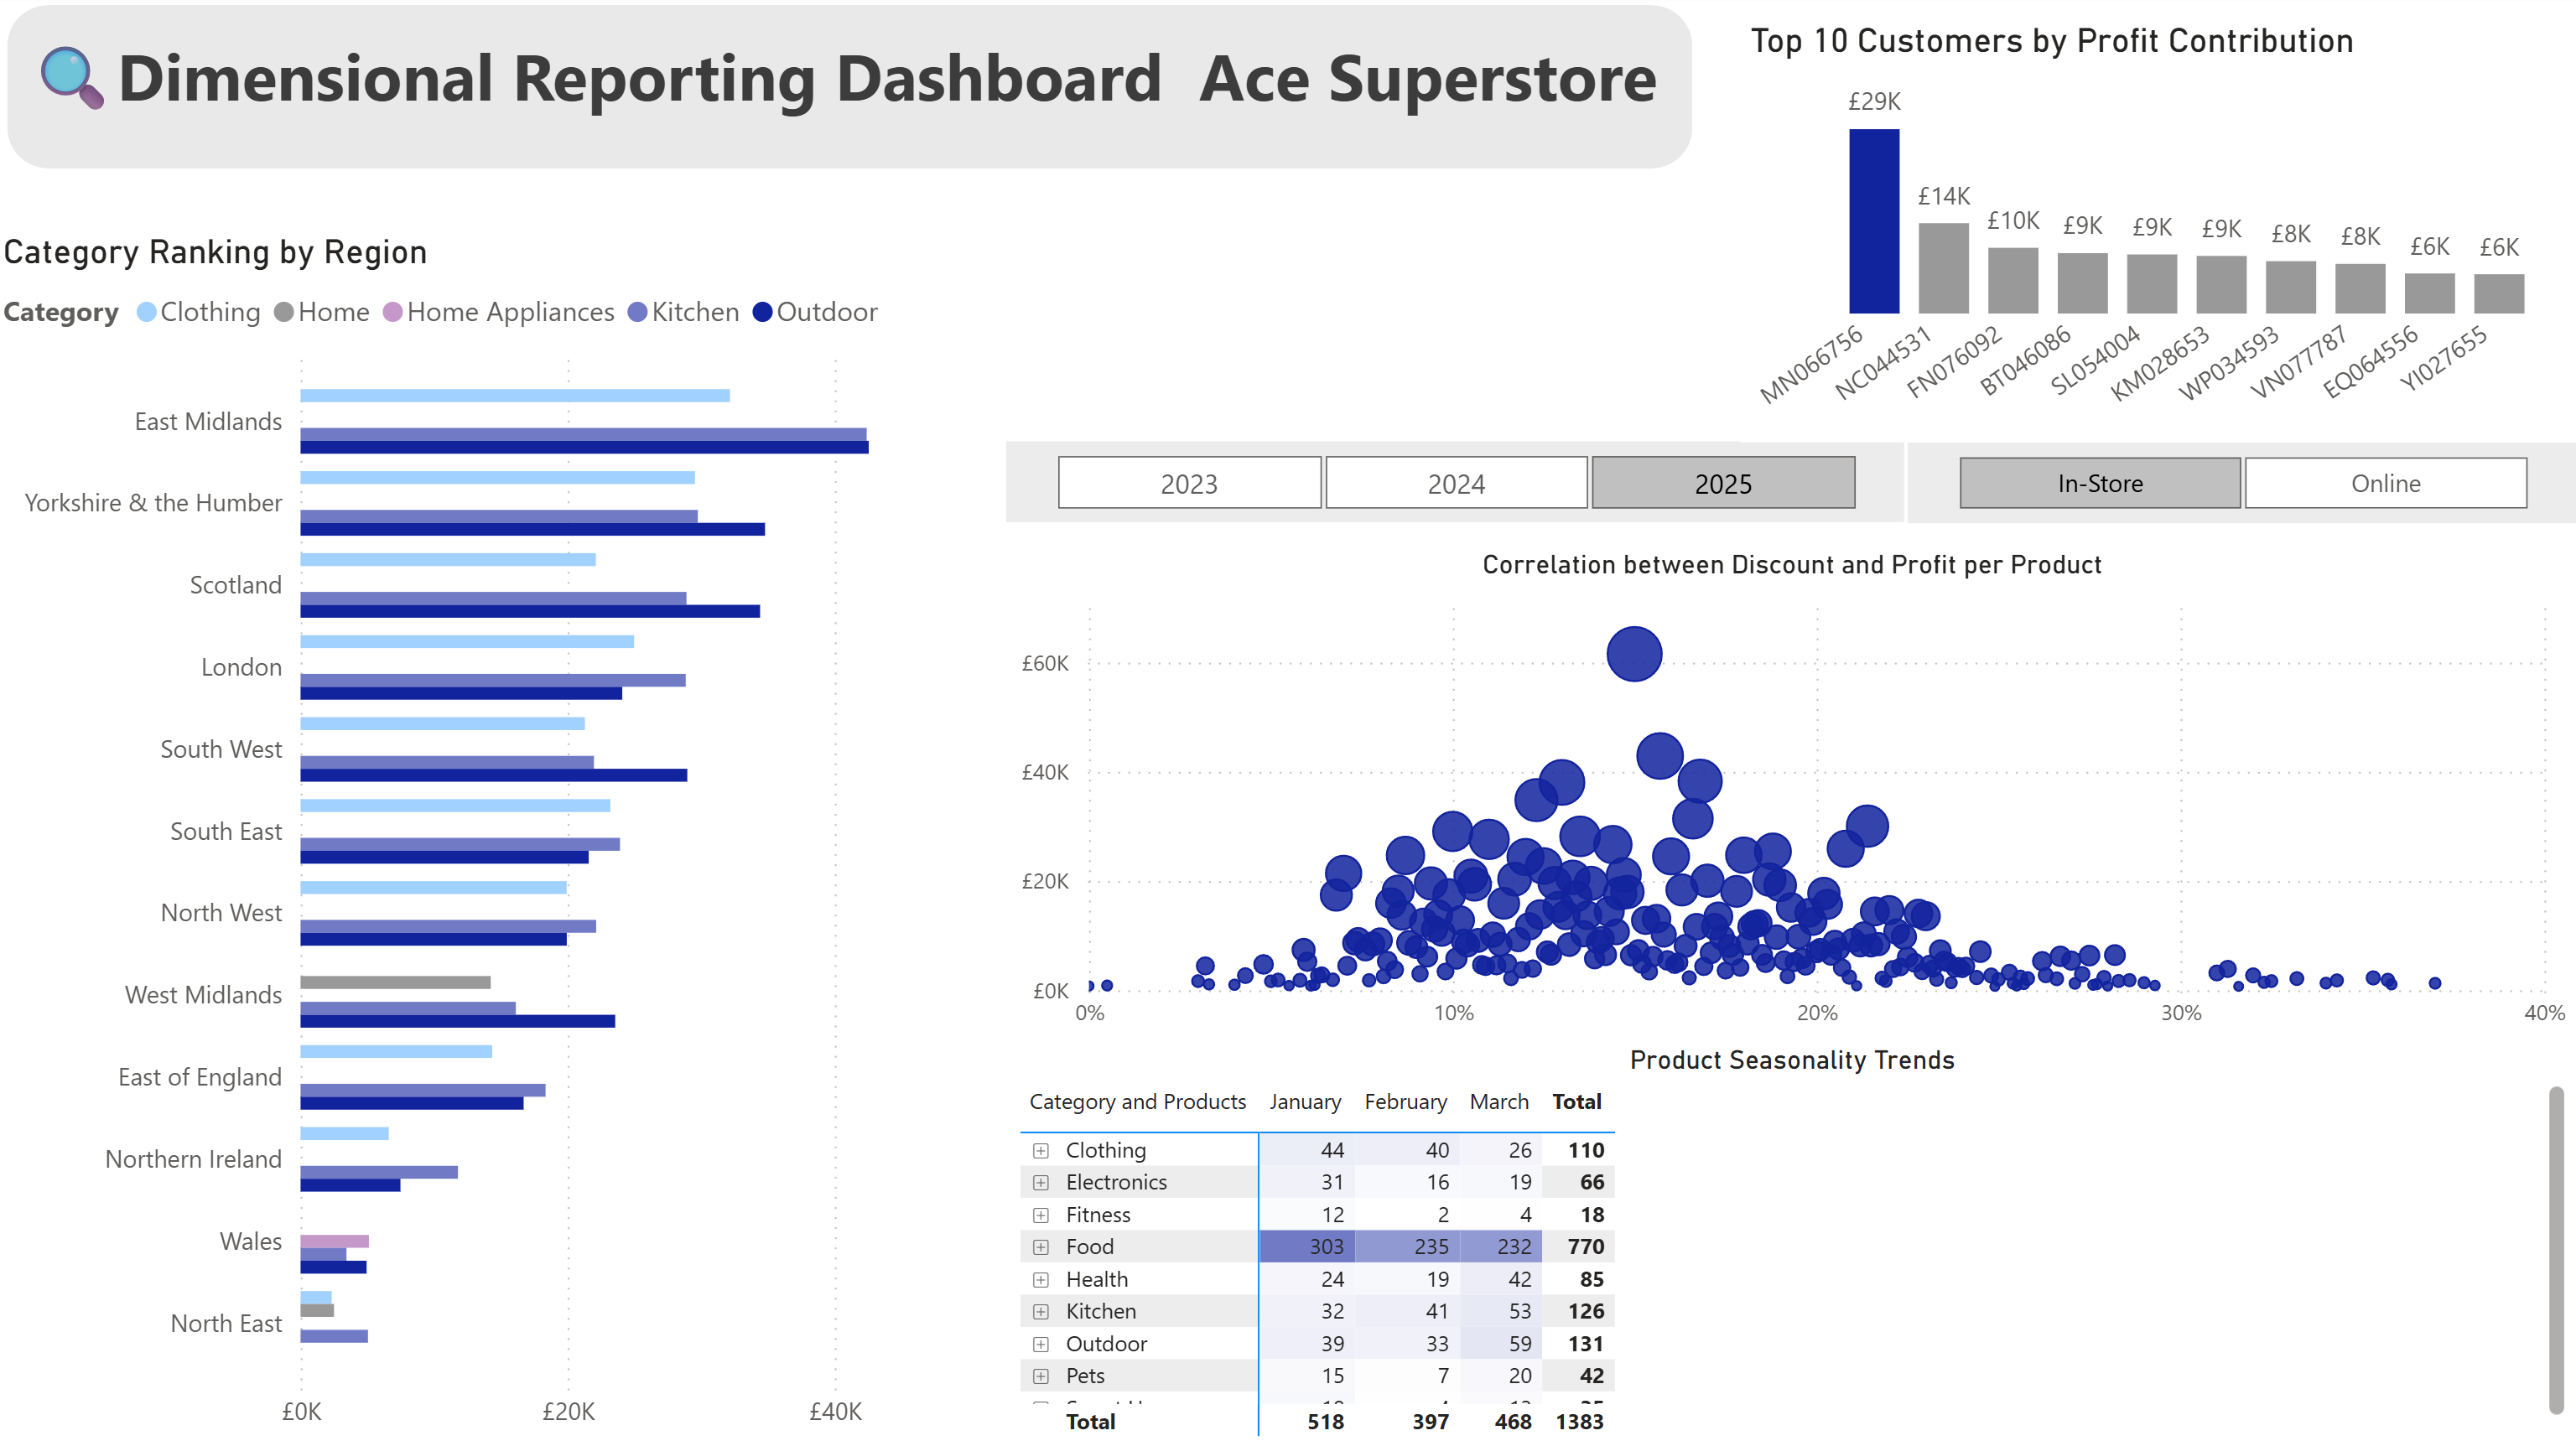 Dimensional Reporting Dashboard Ace Superstore
Top 10 Customers by Profit Contribution
£29K
£14K
£10K
£9K
£9K
£9K
£8K
£8K
£6K
£6K
MN066756
NC044531
FN076092
BT046086
SL054004
KM028653
WP034593
VN077787
EQ064556
YI027655
Category Ranking by Region
Category Clothing Home Home Appliances Kitchen Outdoor
East Midlands
Yorkshire & the Humber
Scotland
London
South West
South East
North West
West Midlands
East of England
Northern Ireland
Wales
North East
£0K £20K £40K
2023 2024 2025
In-Store Online
Correlation between Discount and Profit per Product
£60K
£40K
£20K
£0K
0% 10% 20% 30% 40%
Product Seasonality Trends
Category and Products January February March Total
Clothing 44 40 26 110
Electronics 31 16 19 66
Fitness 12 2 4 18
Food 303 235 232 770
Health 24 19 42 85
Kitchen 32 41 53 126
Outdoor 39 33 59 131
Pets 15 7 20 42
Total 518 397 468 1383